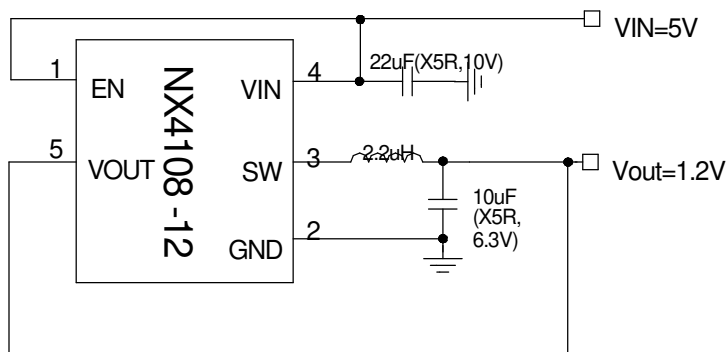 VIN=5V
1
EN
NX4108-12
VIN
4
22uF(X5R,10V)
5
VOUT
SW
3
2.2uH
Vout=1.2V
10uF
(X5R,
6.3V)
GND
2